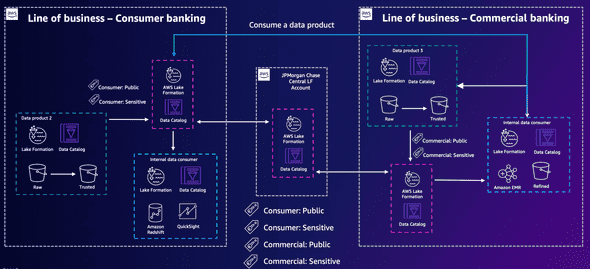 aws
Line of business – Consumer banking
Consumer: Public
Consumer: Sensitive
AWS Lake
Formation
Data Catalog
Data product 2
Lake Formation
Data Catalog
Raw
Trusted
Internal data consumer
Lake Formation
Data Catalog
Amazon
Redshift
QuickSight
Consume a data product
aws
JPMorgan Chase
Central LF
Account
AWS Lake
Formation
Data Catalog
Consumer: Public
Consumer: Sensitive
Commercial: Public
Commercial: Sensitive
aws
Line of business – Commercial banking
Data product 3
Lake Formation
Data Catalog
Raw
Trusted
Commercial: Public
Commercial: Sensitive
AWS Lake
Formation
Data Catalog
Internal data consumer
Lake Formation
Data Catalog
Amazon EMR
Refined